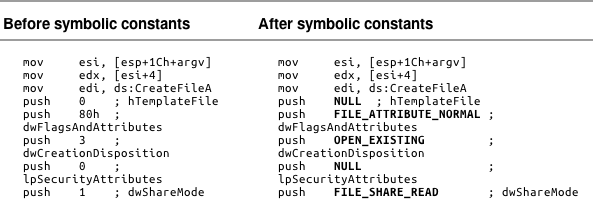 Before symbolic constants After symbolic constants
mov esi, [esp+1Ch+argv] mov esi, [esp+1Ch+argv]
mov edx, [esi+4] mov edx, [esi+4]
mov edi, ds:CreateFileA mov edi, ds:CreateFileA
push 0 ; hTemplateFile push NULL ; hTemplateFile
push 80h ; push FILE_ATTRIBUTE_NORMAL ;
dwFlagsAndAttributes dwFlagsAndAttributes
push 3 ; push OPEN_EXISTING ;
dwCreationDisposition dwCreationDisposition
push 0 ; push NULL ;
lpSecurityAttributes lpSecurityAttributes
push 1 ; dwShareMode push FILE_SHARE_READ ; dwShareMode